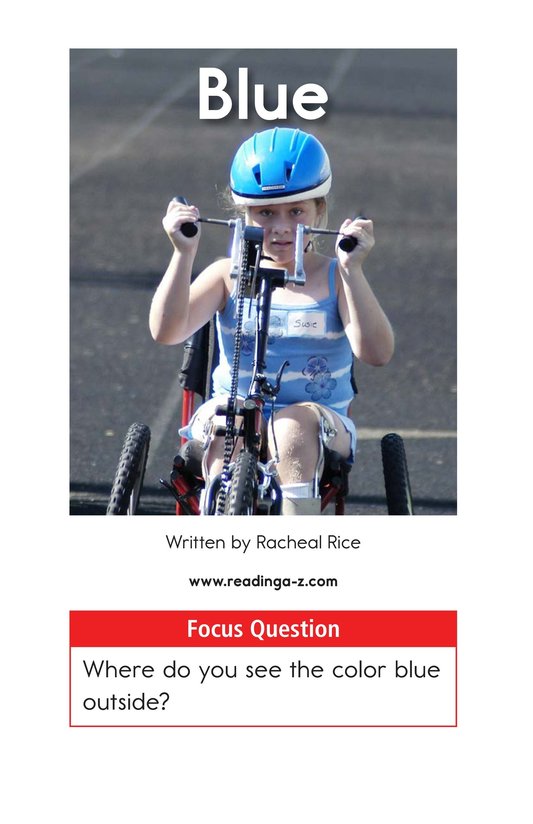 Blue
Susie
Written by Racheal Rice
www.readinga-z.com
Focus Question
Where do you see the color blue
outside?